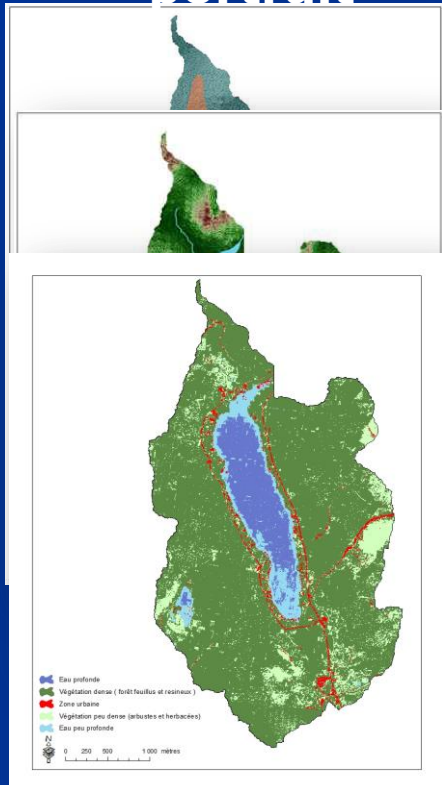 Eau profonde
Végétation dense ( forêt feuillus et resineux )
Zone urbaine
Végétation peu dense (arbustes et herbacées)
Eau peu profonde
N
0 250 500 1 000 mètres